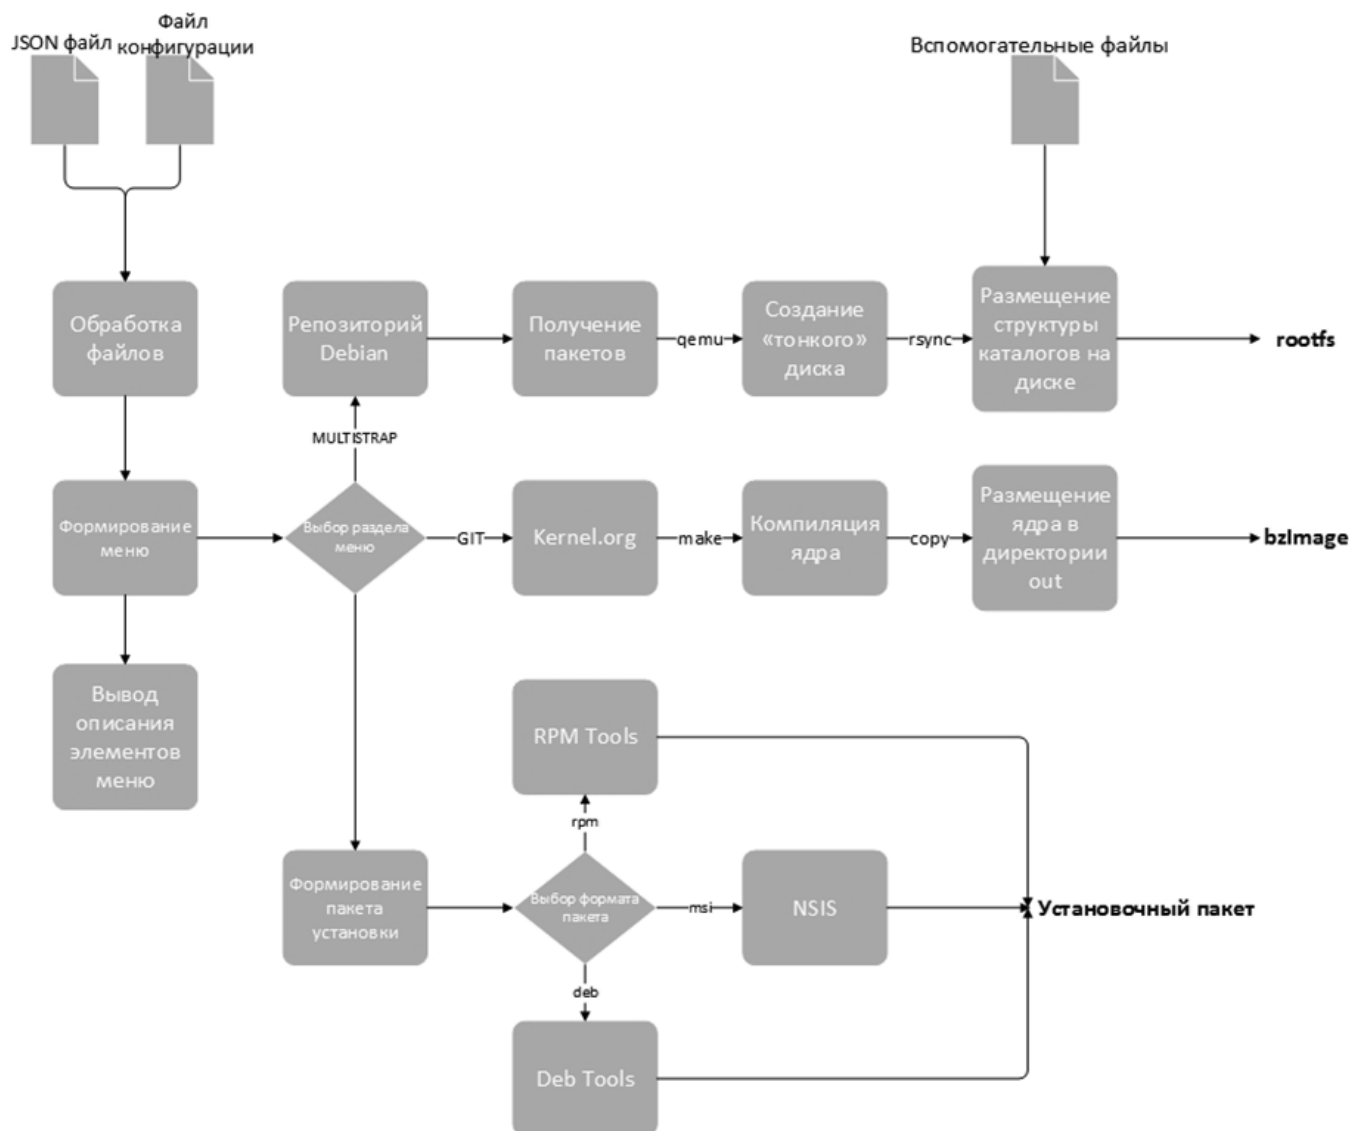 JSON файл
Файл
конфигурации
Вспомогательные файлы
Обработка
файлов
Репозиторий
Debian
Получение
пакетов
qemu
Создание
«тонкого»
диска
rsync
Размещение
структуры
каталогов на
диске
rootfs
MULTISTRAP
Формирование
меню
Выбор раздела
меню
GIT
Kernel.org
make
Компиляция
ядра
copy
Размещение
ядра в
директории
out
bzImage
Вывод
описания
элементов
меню
RPM Tools
rpm
Формирование
пакета
установки
Выбор формата
пакета
msi
NSIS
Установочный пакет
deb
Deb Tools